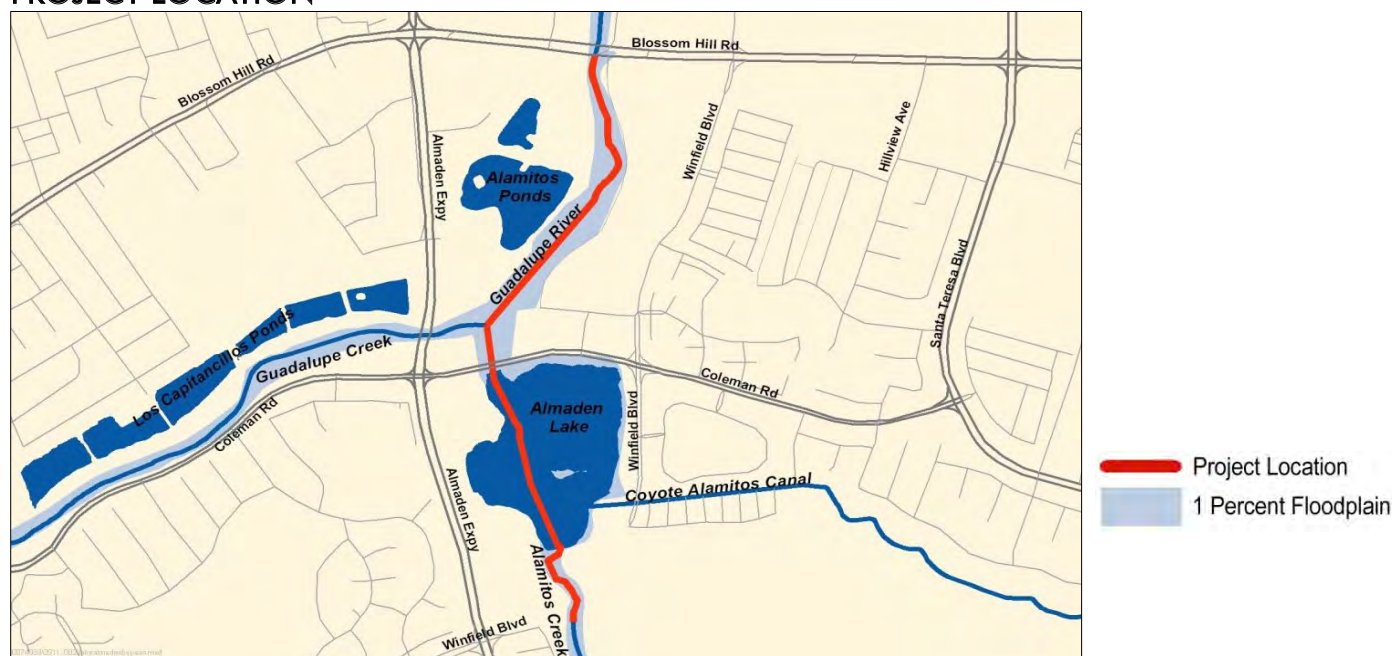 PROJECT LOCATION
Blossom Hill Rd
Blossom Hill Rd
Almaden Expy
Alamitos
Ponds
Winfield Blvd
Hillview Ave
Guadalupe River
Santa Teresa Blvd
Los Capitancillos Ponds
Guadalupe Creek
Coleman Rd
Coleman Rd
Almaden
Lake
Winfield Blvd
Almaden Expy
Coyote Alamitos Canal
Alamitos Creek
Winfield Blvd
Project Location
1 Percent Floodplain